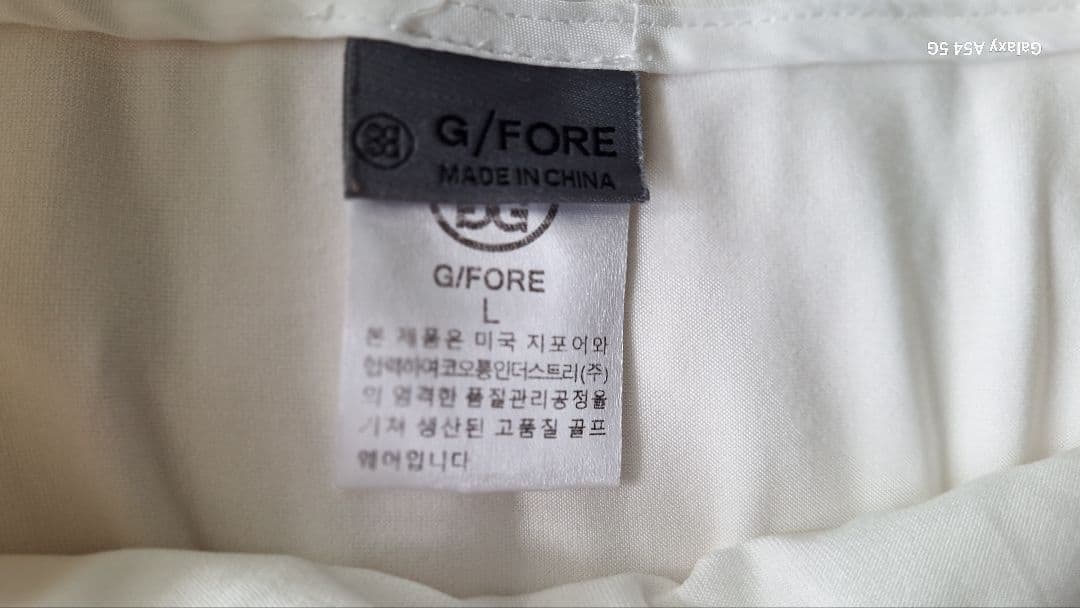 Galaxy A54 5G
G/FORE
MADE IN CHINA
G/FORE
L
본 제품은 미국 지포어와
협력하여코오롱인더스트리(주)
의 엄격한 품질관리공정을
거쳐 생산된 고품질 골프
웨어입니다